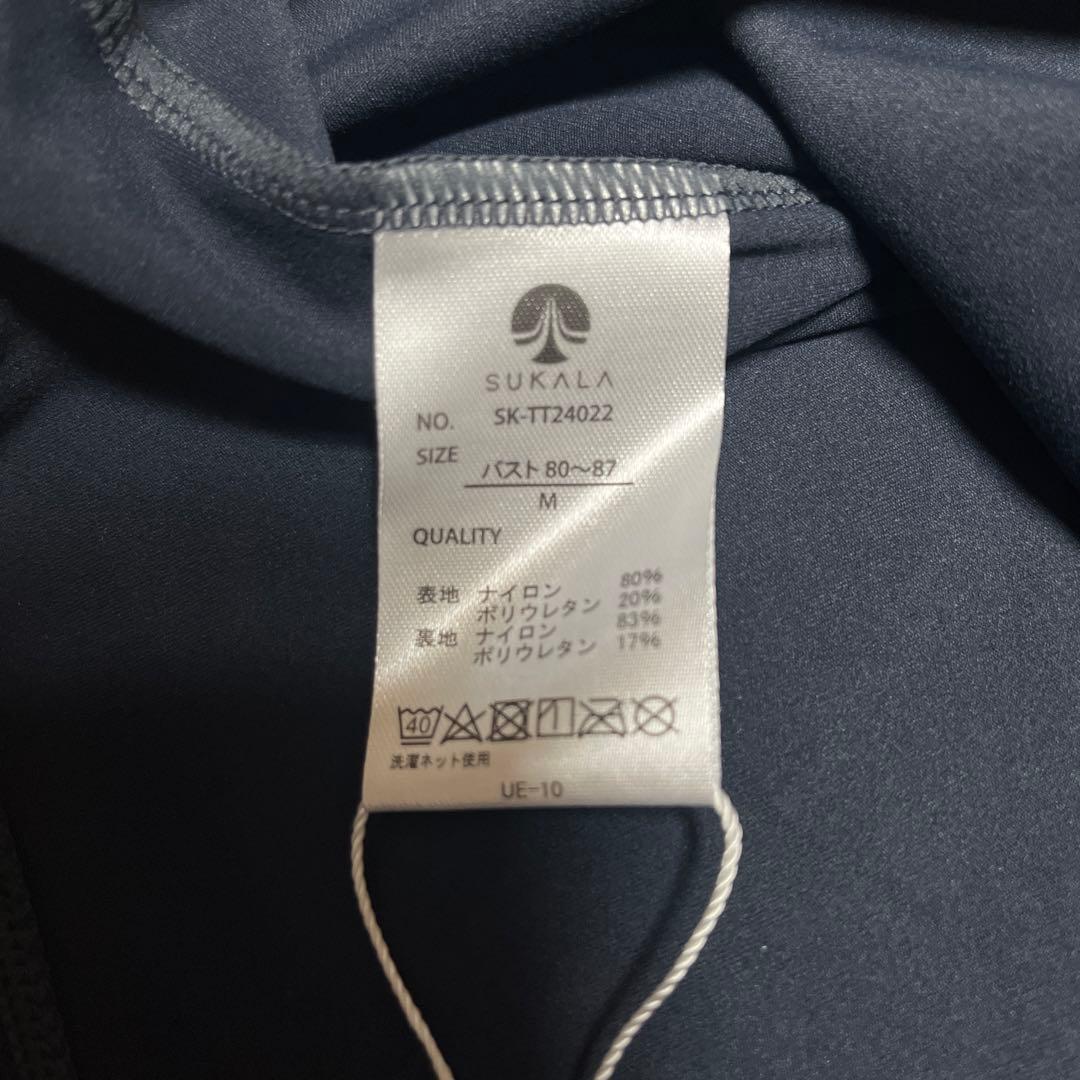 SUKALA
NO. SK-TT24022
SIZE バスト80〜87
M
QUALITY
表地 ナイロン 80%
ポリウレタン 20%
裏地 ナイロン 83%
ポリウレタン 17%
40
洗濯ネット使用
UE-10